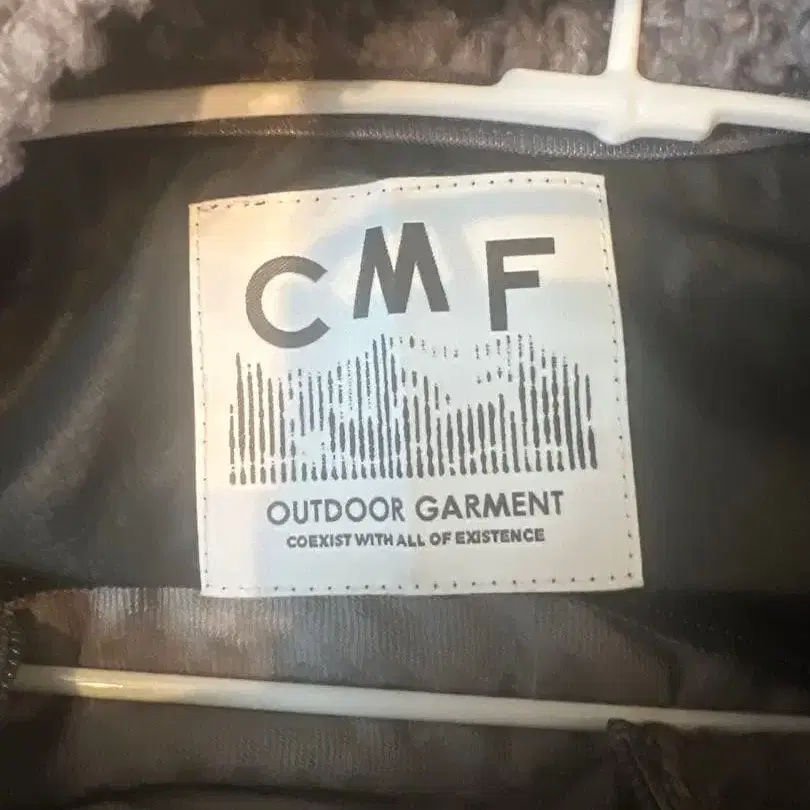 CMF
OUTDOOR GARMENT
COEXIST WITH ALL OF EXISTENCE